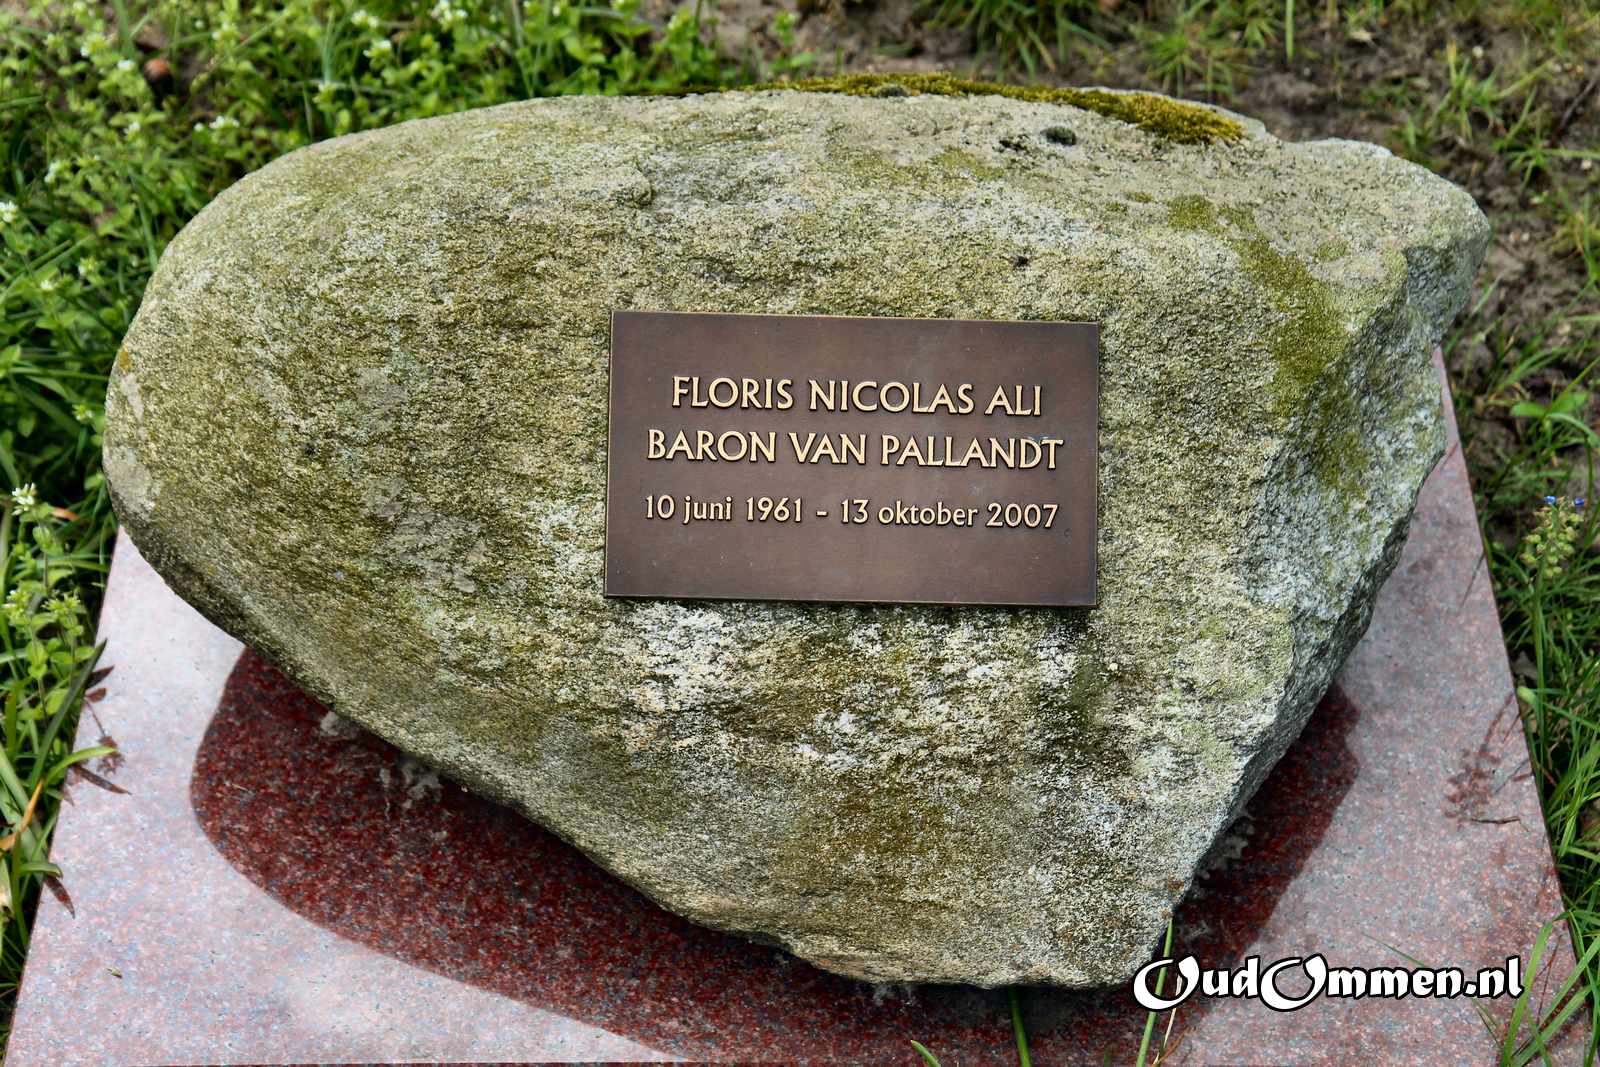 FLORIS NICOLAS ALI
BARON VAN PALLANDT
10 juni 1961 - 13 oktober 2007
OudOmmen.nl